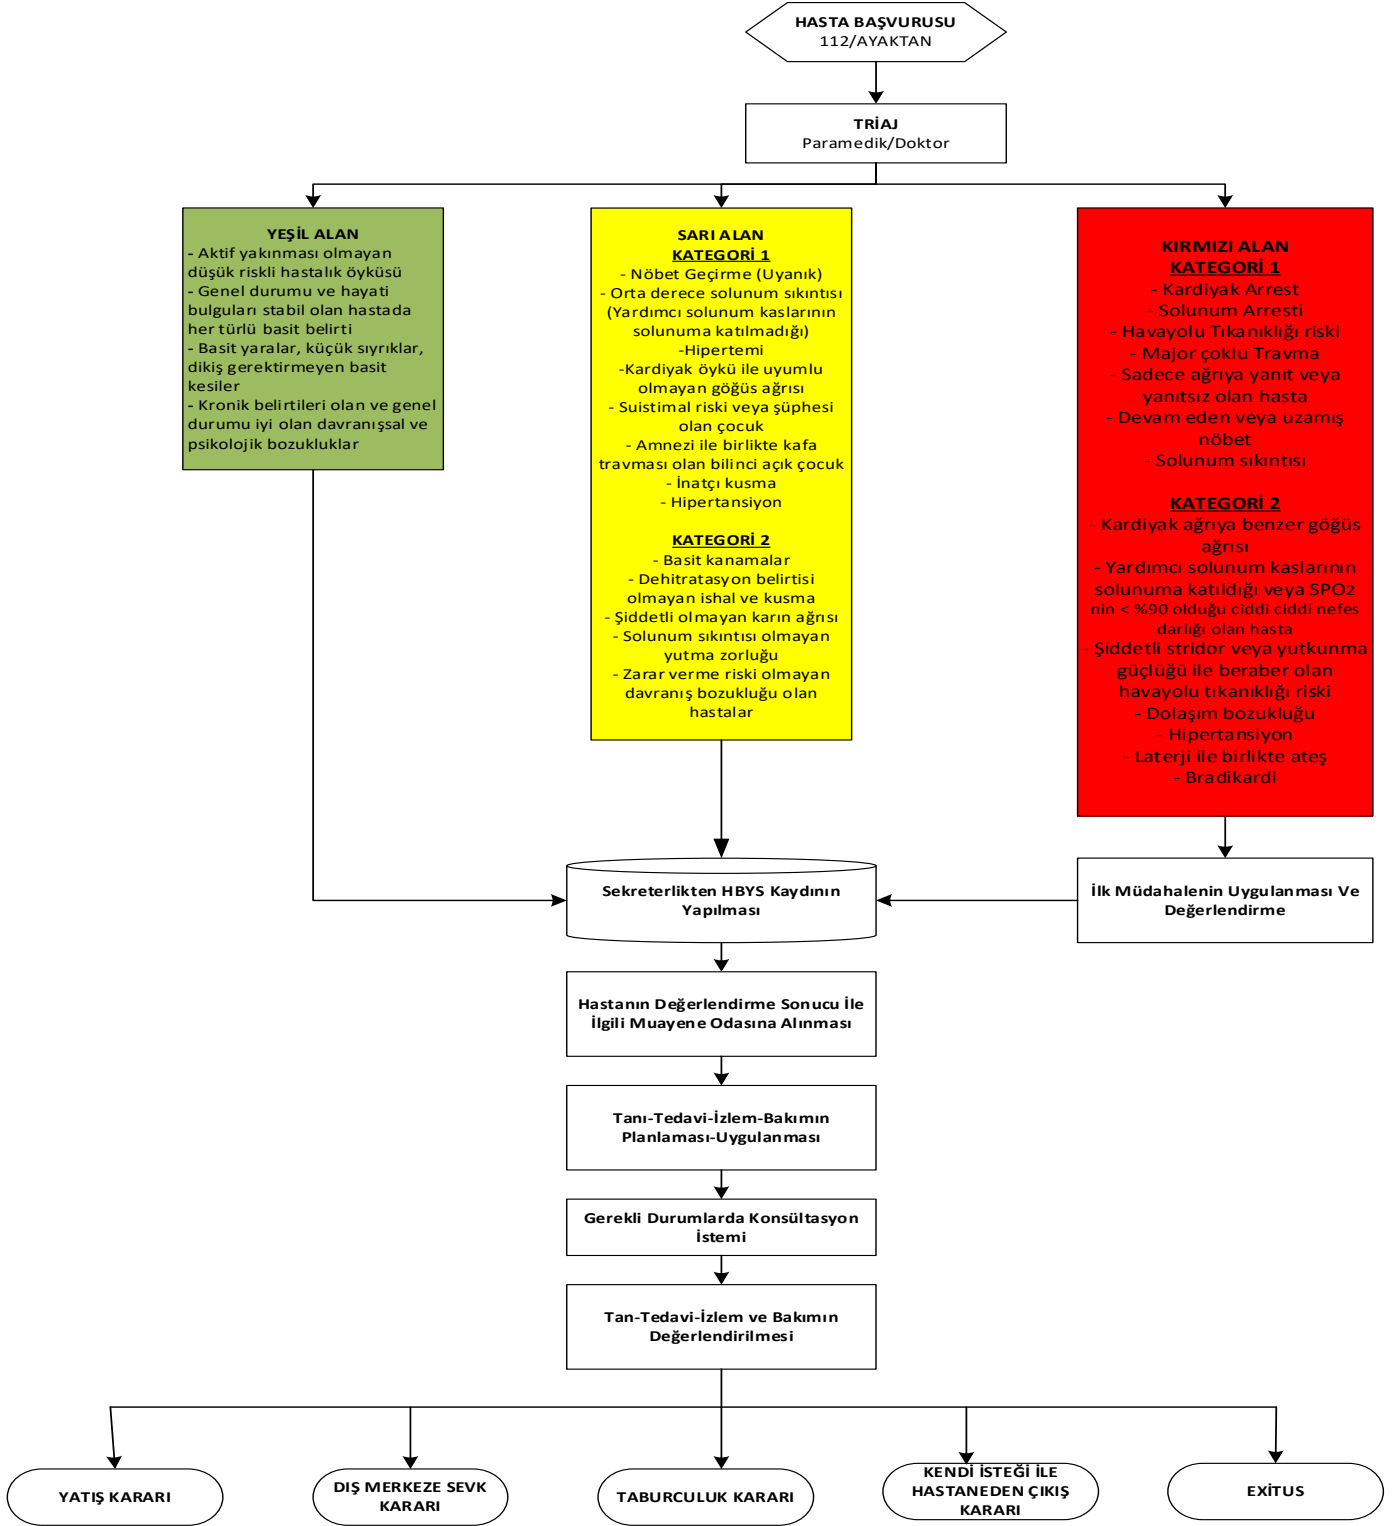 HASTA BAŞVURUSU
112/AYAKTAN
TRİAJ
Paramedik/Doktor
YEŞİL ALAN
- Aktif yakınması olmayan
düşük riskli hastalık öyküsü
- Genel durumu ve hayati
bulguları stabil olan hastada
her türlü basit belirti
- Basit yaralar, küçük sıyrıklar,
dikiş gerektirmeyen basit
kesiler
- Kronik belirtileri olan ve genel
durumu iyi olan davranışsal ve
psikolojik bozukluklar
SARI ALAN
KATEGORİ 1
- Nöbet Geçirme (Uyanık)
- Orta derece solunum sıkıntısı
(Yardımcı solunum kaslarının
solunuma katılmadığı)
-Hipertemi
-Kardiyak öykü ile uyumlu
olmayan göğüs ağrısı
- Suistimal riski veya şüphesi
olan çocuk
- Amnezi ile birlikte kafa
travması olan bilinci açık çocuk
- İnatçı kusma
- Hipertansiyon
KATEGORİ 2
- Basit kanamalar
- Dehitratasyon belirtisi
olmayan ishal ve kusma
- Şiddetli olmayan karın ağrısı
- Solunum sıkıntısı olmayan
yutma zorluğu
- Zarar verme riski olmayan
davranış bozukluğu olan
hastalar
KIRMIZI ALAN
KATEGORİ 1
- Kardiyak Arrest
- Solunum Arresti
- Havayolu Tıkanıklığı riski
- Major çoklu Travma
- Sadece ağrıya yanıt veya
yanıtsız olan hasta
- Devam eden veya uzamış
nöbet
- Solunum sıkıntısı
KATEGORİ 2
- Kardiyak ağrıya benzer göğüs
ağrısı
- Yardımcı solunum kaslarının
solunuma katıldığı veya SPO2
nin < %90 olduğu ciddi ciddi nefes
darlığı olan hasta
- Şiddetli stridor veya yutkunma
güçlüğü ile beraber olan
havayolu tıkanıklığı riski
- Dolaşım bozukluğu
- Hipertansiyon
- Laterji ile birlikte ateş
- Bradikardi
Sekreterlikten HBYS Kaydının
Yapılması
İlk Müdahalenin Uygulanması Ve
Değerlendirme
Hastanın Değerlendirme Sonucu İle
İlgili Muayene Odasına Alınması
Tanı-Tedavi-İzlem-Bakımın
Planlaması-Uygulanması
Gerekli Durumlarda Konsültasyon
İstemi
Tan-Tedavi-İzlem ve Bakımın
Değerlendirilmesi
YATIŞ KARARI
DIŞ MERKEZE SEVK
KARARI
TABURCULUK KARARI
KENDİ İSTEĞİ İLE
HASTANEDEN ÇIKIŞ
KARARI
EXİTUS